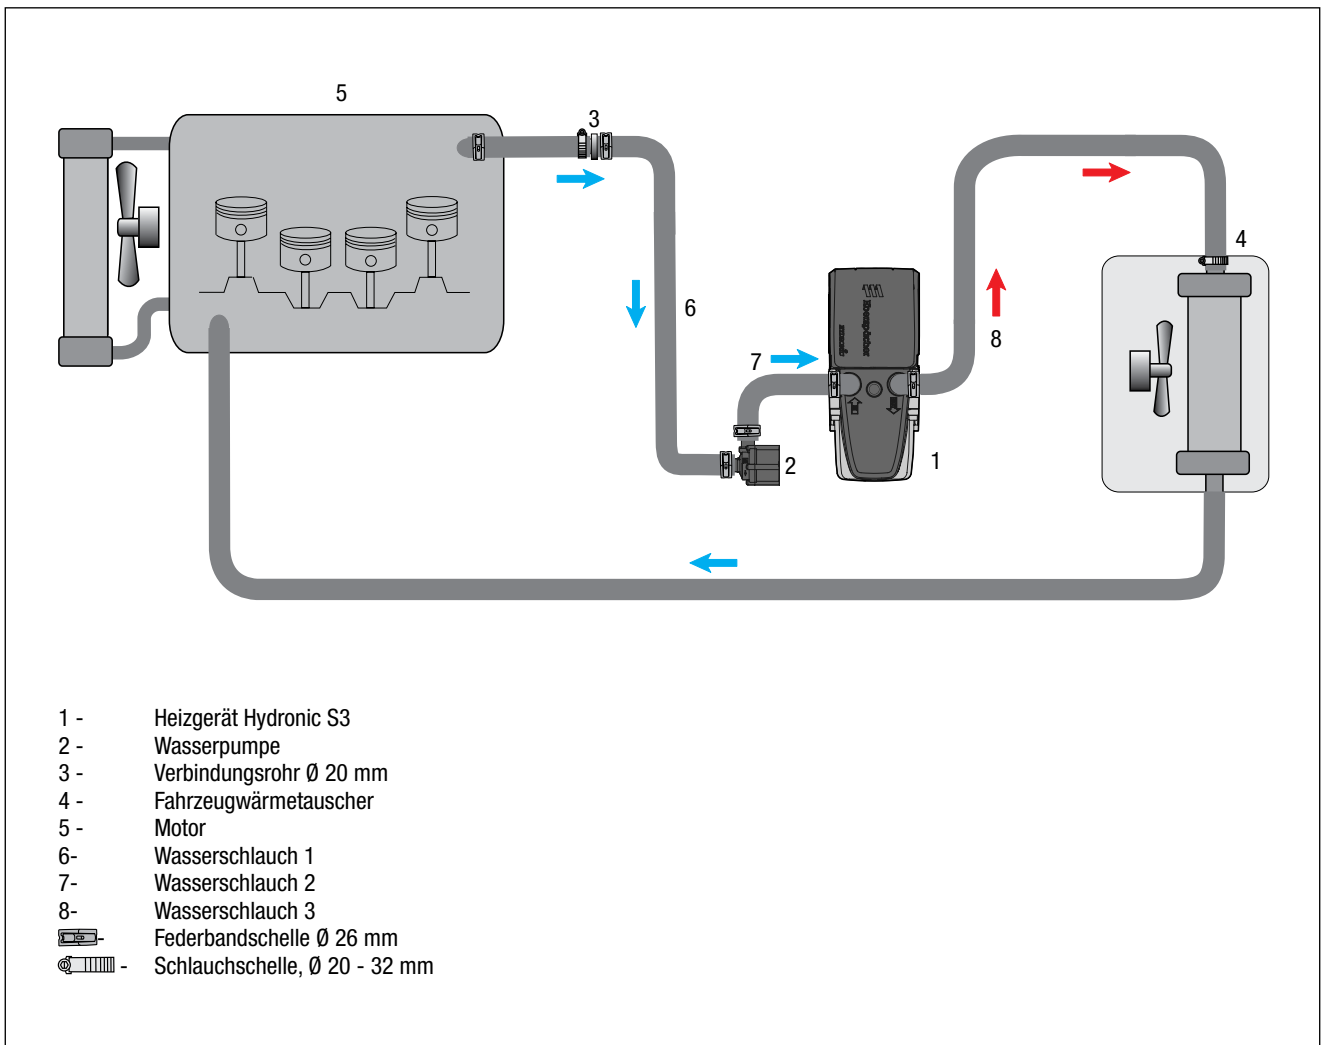 5
3
4
6
8
7
Eberspächer
2
1
1 - Heizgerät Hydronic S3
2 - Wasserpumpe
3 - Verbindungsrohr Ø 20 mm
4 - Fahrzeugwärmetauscher
5 - Motor
6- Wasserschlauch 1
7- Wasserschlauch 2
8- Wasserschlauch 3
- Federbandschelle Ø 26 mm
- Schlauchschelle, Ø 20 - 32 mm